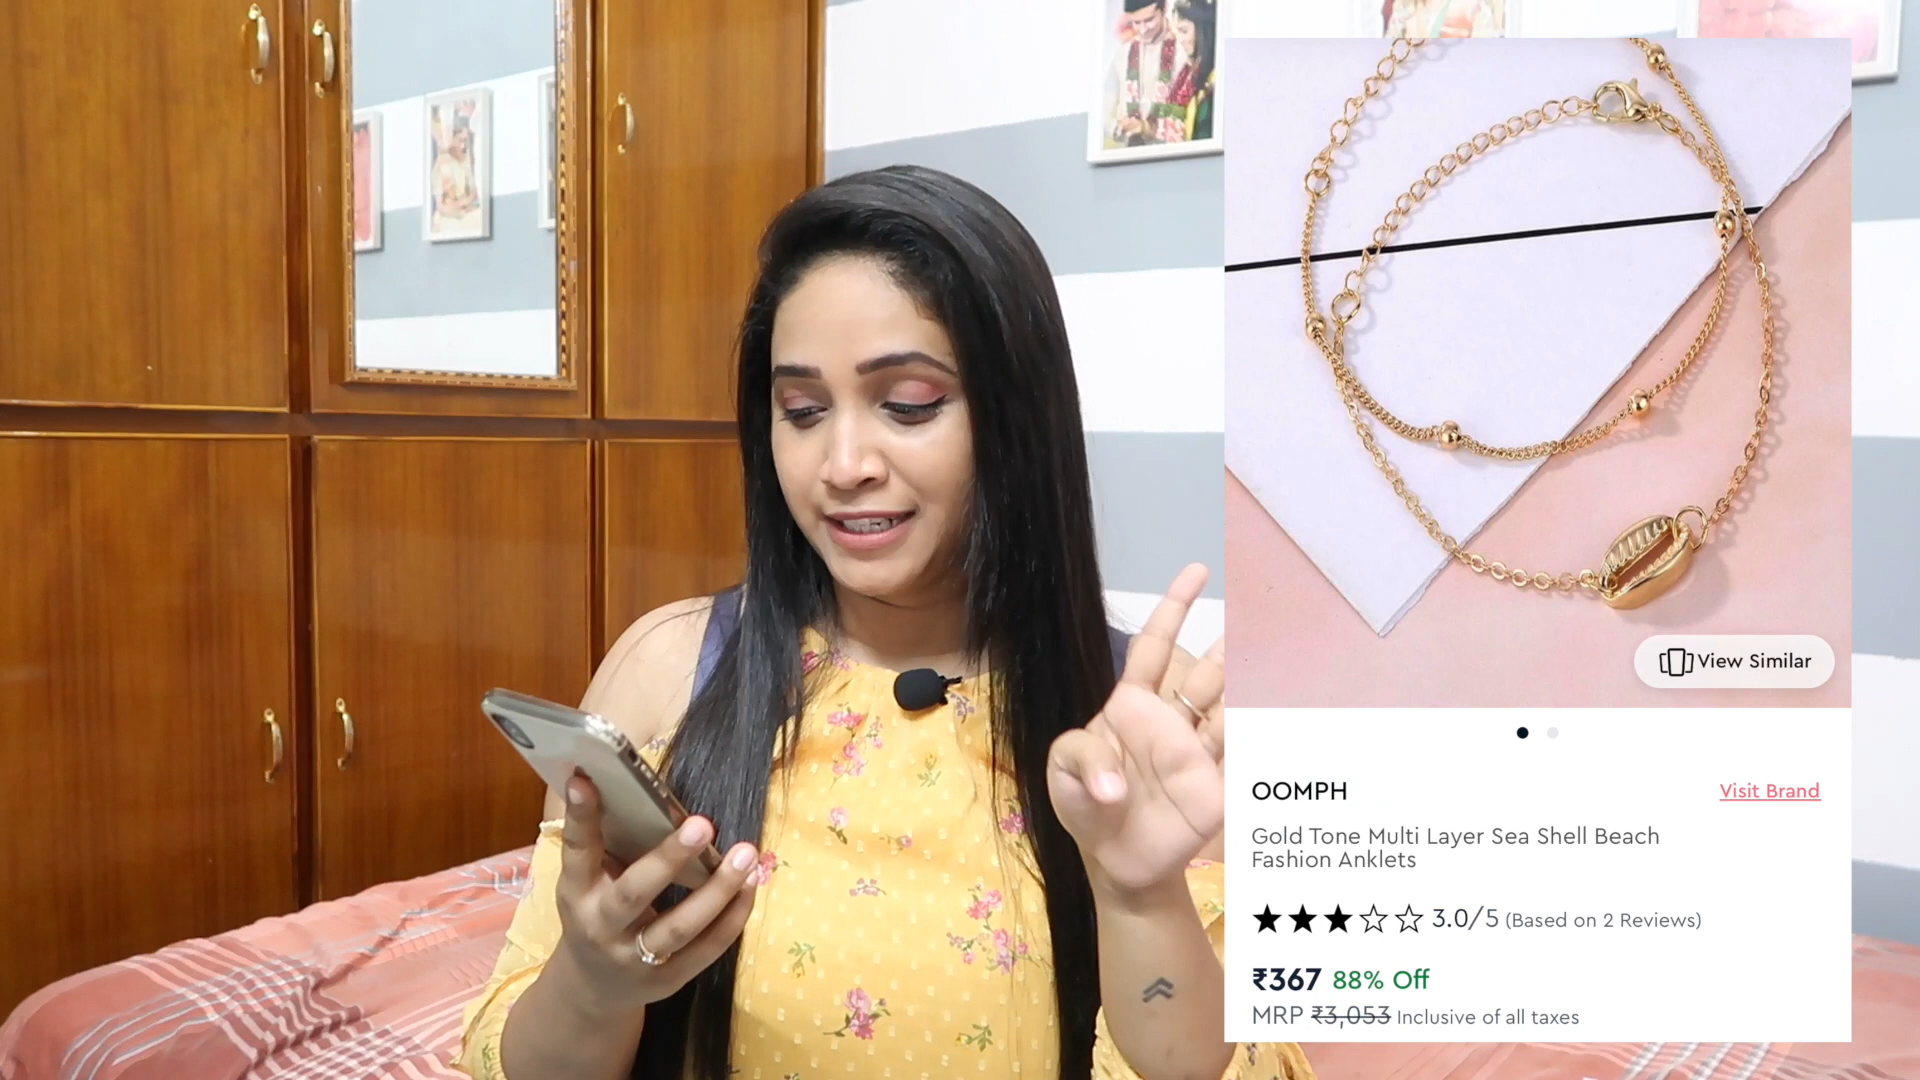 View Similar
OOMPH
Visit Brand
Gold Tone Multi Layer Sea Shell Beach
Fashion Anklets
3.0/5 (Based on 2 Reviews)
₹367 88% Off
MRP ₹3,053 Inclusive of all taxes